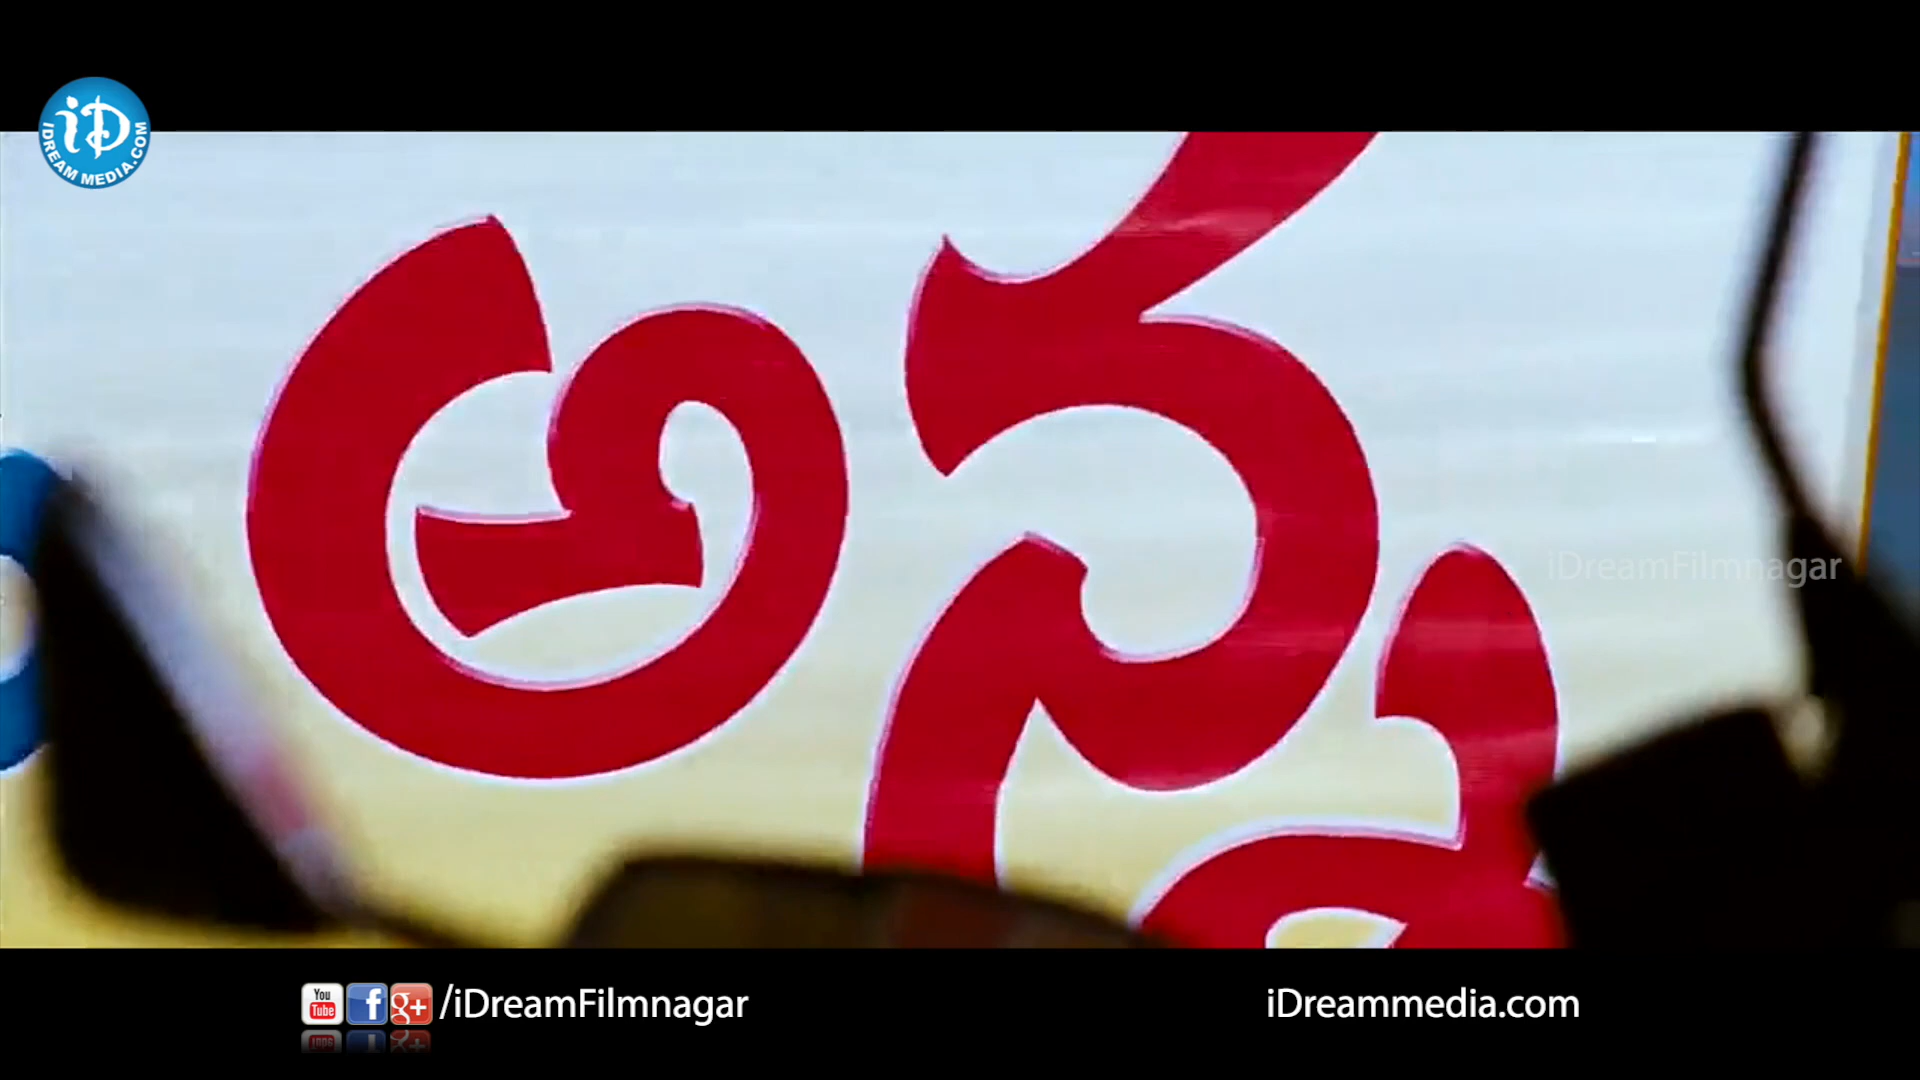 iD
IDREAM MEDIA.COM
అన్న
iDreamFilmnagar
You Tube f g+ /iDreamFilmnagar
iDreammedia.com